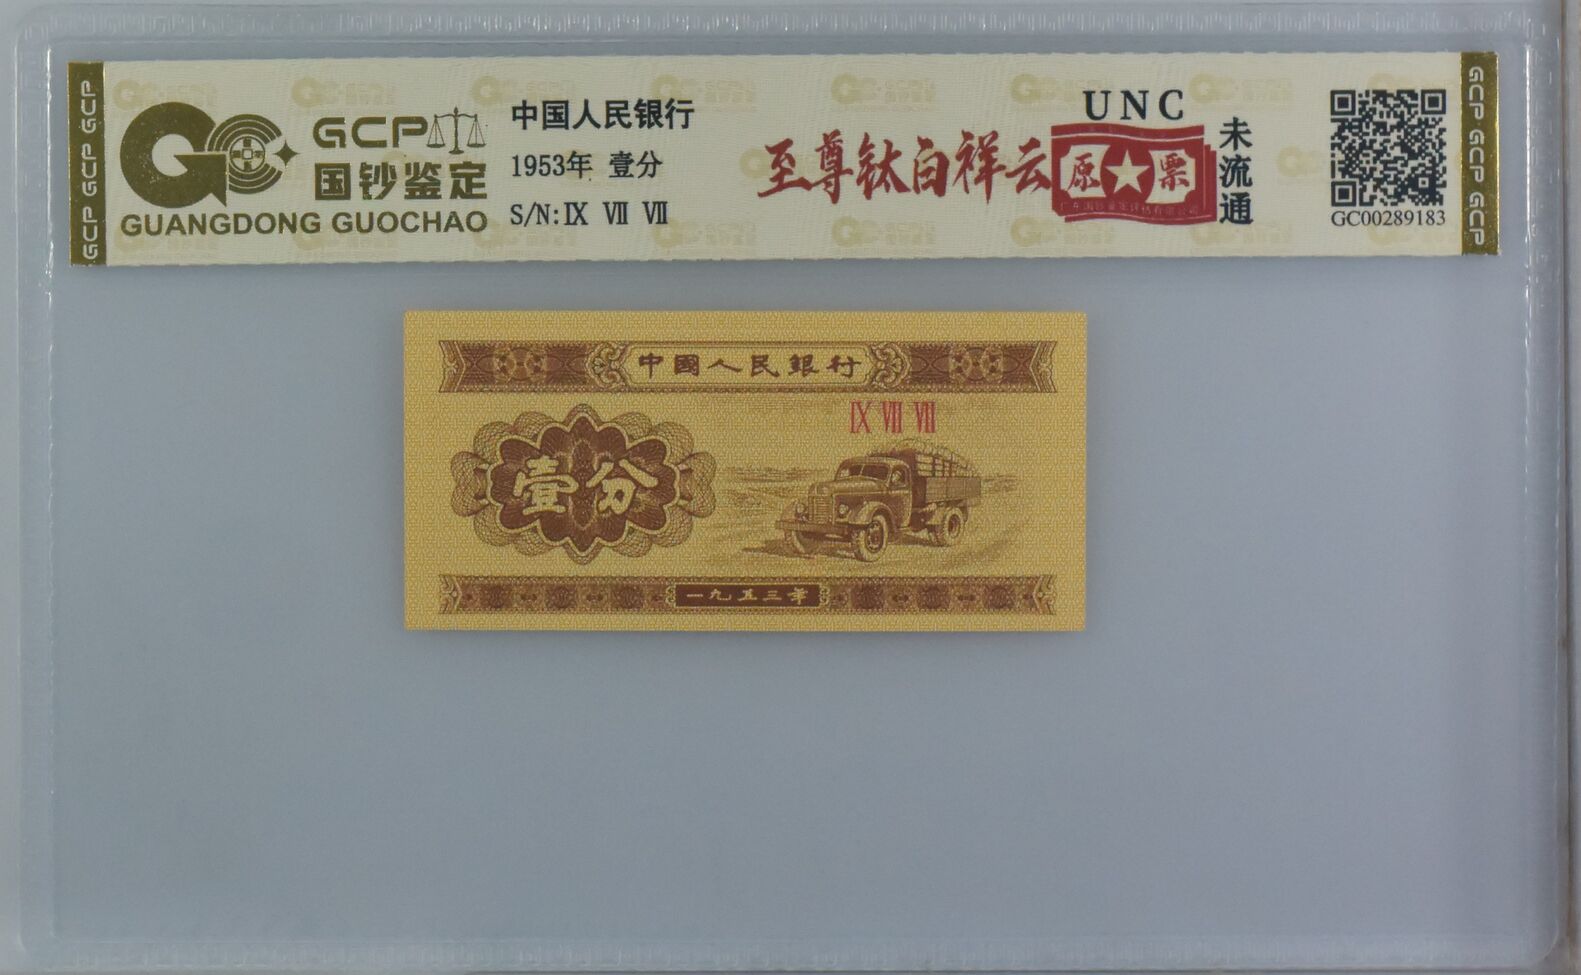 GCP GCP GCP
GCP
国钞鉴定
GUANGDONG GUOCHAO
中国人民银行
1953年 壹分
S/N:IX VII VII
至尊钛白祥云
原票
UNC
未流通
GC00289183
GCP GCP GCP
中國人民銀行
IX VII VII
壹分
一九五三年